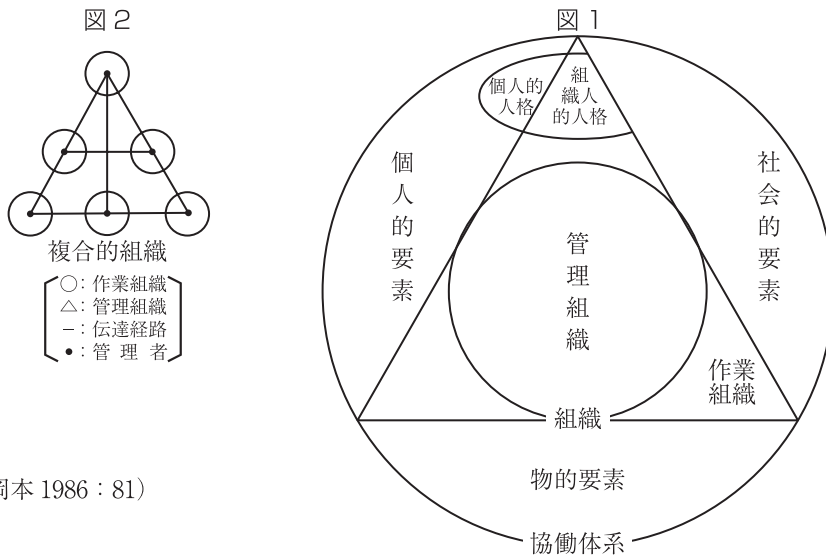 図2
複合的組織
○：作業組織
△：管理組織
−：伝達経路
•：管理者
岡本 1986：81）
図1
個人的
人格
組
織人
的人格
個人的要素
社会的要素
管理組織
作業
組織
組織
物的要素
協働体系